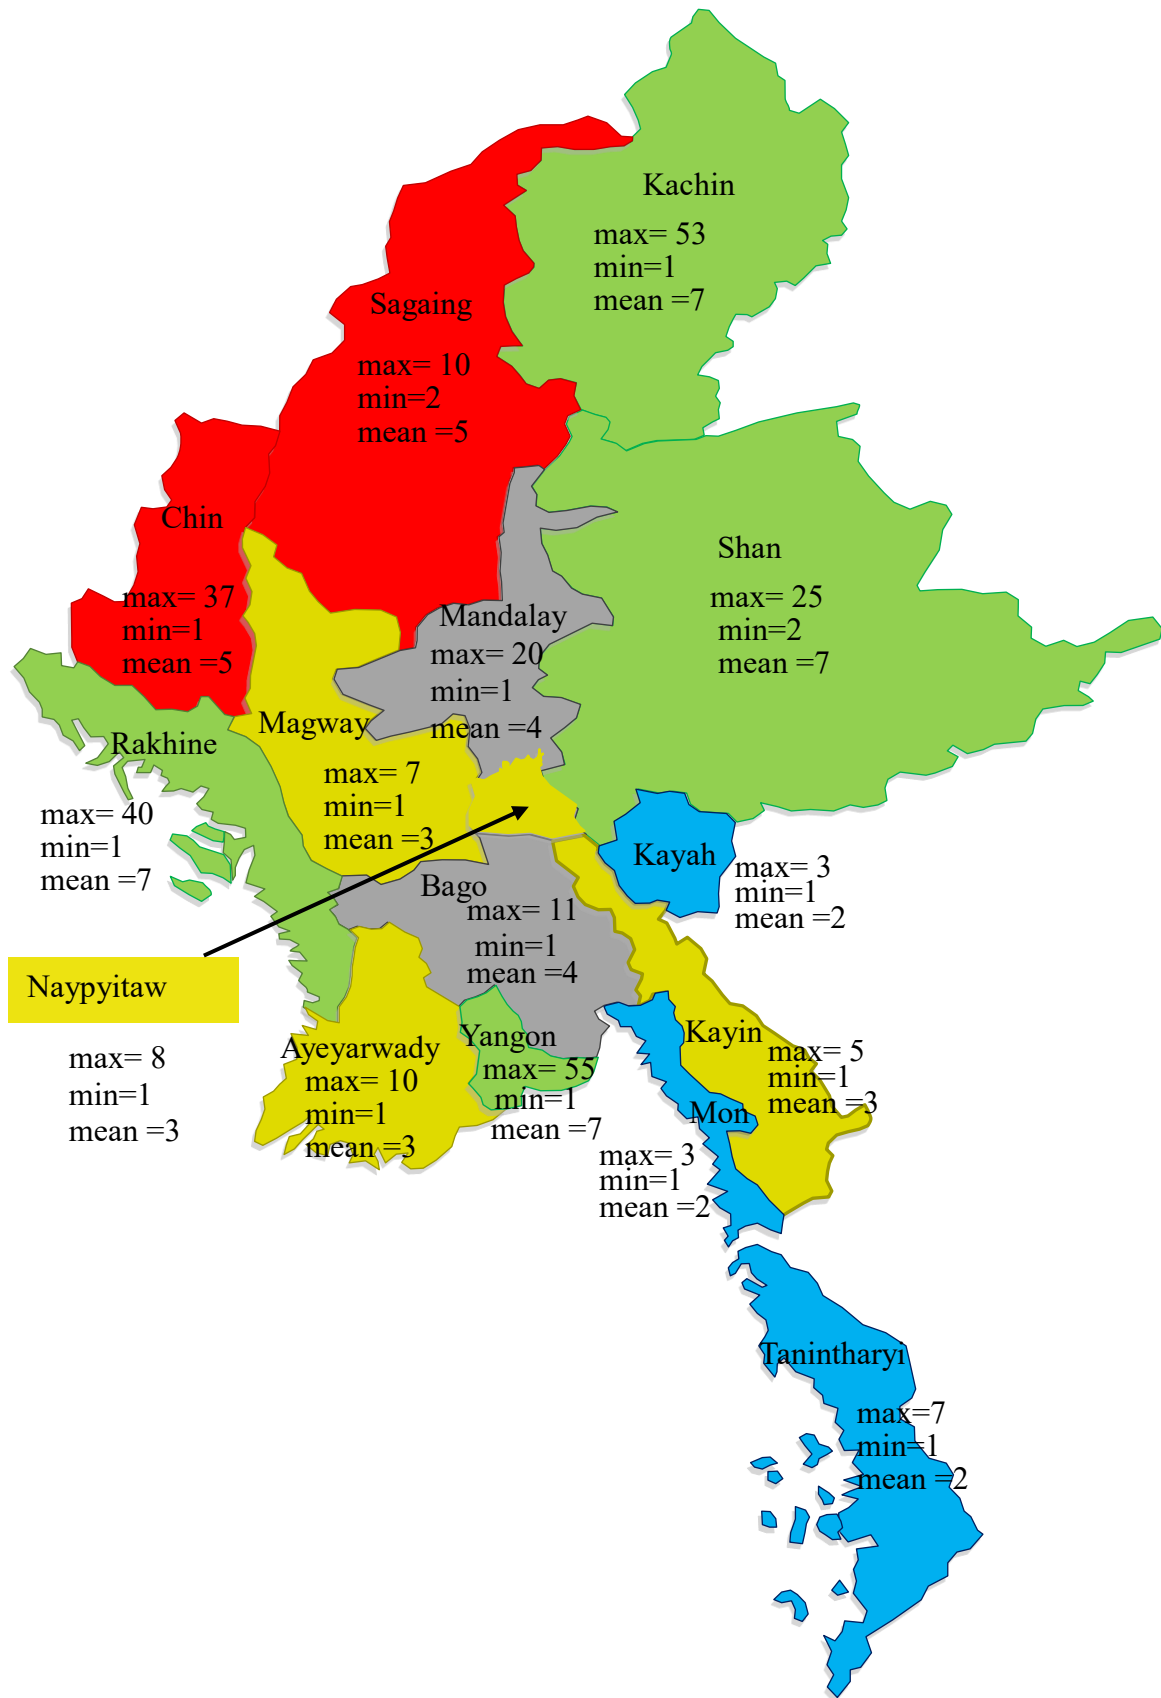 Kachin
max= 53
min=1
mean =7
Sagaing
max= 10
min=2
mean =5
Chin
max= 37
min=1
mean =5
Shan
max= 25
min=2
mean =7
Mandalay
max= 20
min=1
mean =4
Magway
max= 7
min=1
mean =3
Rakhine
max= 40
min=1
mean =7
Kayah
max= 3
min=1
mean =2
Bago
max= 11
min=1
mean =4
Naypyitaw
max= 8
min=1
mean =3
Ayeyarwady
max= 10
min=1
mean =3
Yangon
max= 55
min=1
mean =7
Kayin
max= 5
min=1
mean =3
Mon
max= 3
min=1
mean =2
Tanintharyi
max=7
min=1
mean =2